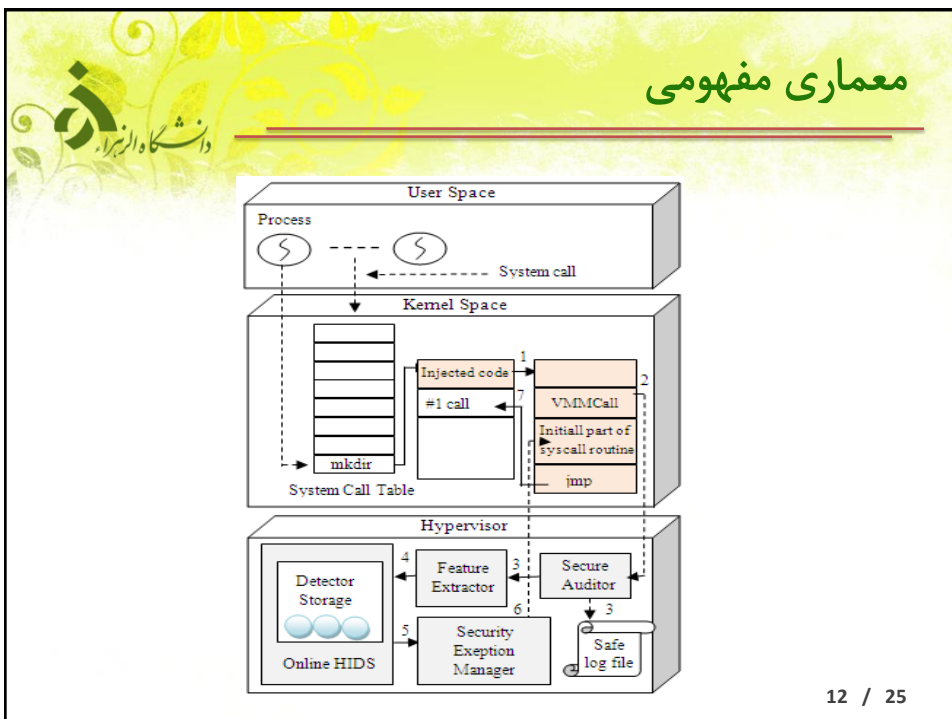 معماری مفهومی
دانشگاه الزهراء
User Space
Process
System call
Kernel Space
Injected code
1
#1 call
7
VMMCall
2
Initiall part of
syscall routine
mkdir
jmp
System Call Table
Hypervisor
Detector
Storage
Online HIDS
4
Feature
Extractor
3
Secure
Auditor
3
6
5
Security
Exeption
Manager
Safe
log file
12 / 25